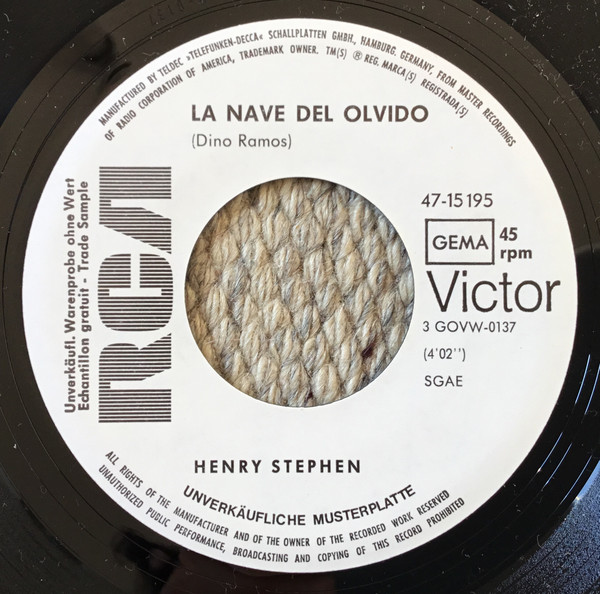 MANUFACTURED BY TELDEC »TELEFUNKEN-DECCA« SCHALLPLATTEN GMBH., HAMBURG, GERMANY, FROM MASTER RECORDINGS
OF RADIO CORPORATION OF AMERICA, TRADEMARK OWNER. TM(S) ® REG. MARCA(S) REGISTRADA(S)
LA NAVE DEL OLVIDO
(Dino Ramos)
Unverkäufl. Warenprobe ohne Wert
Echantillon gratuit - Trade Sample
RCA
47-15195
GEMA
45
rpm
Victor
3 GOVW-0137
(4'02'')
SGAE
HENRY STEPHEN
UNVERKÄUFLICHE MUSTERPLATTE
ALL RIGHTS OF THE MANUFACTURER AND OF THE OWNER OF THE RECORDED WORK RESERVED
UNAUTHORIZED PUBLIC PERFORMANCE, BROADCASTING AND COPYING OF THIS RECORD PROHIBITED